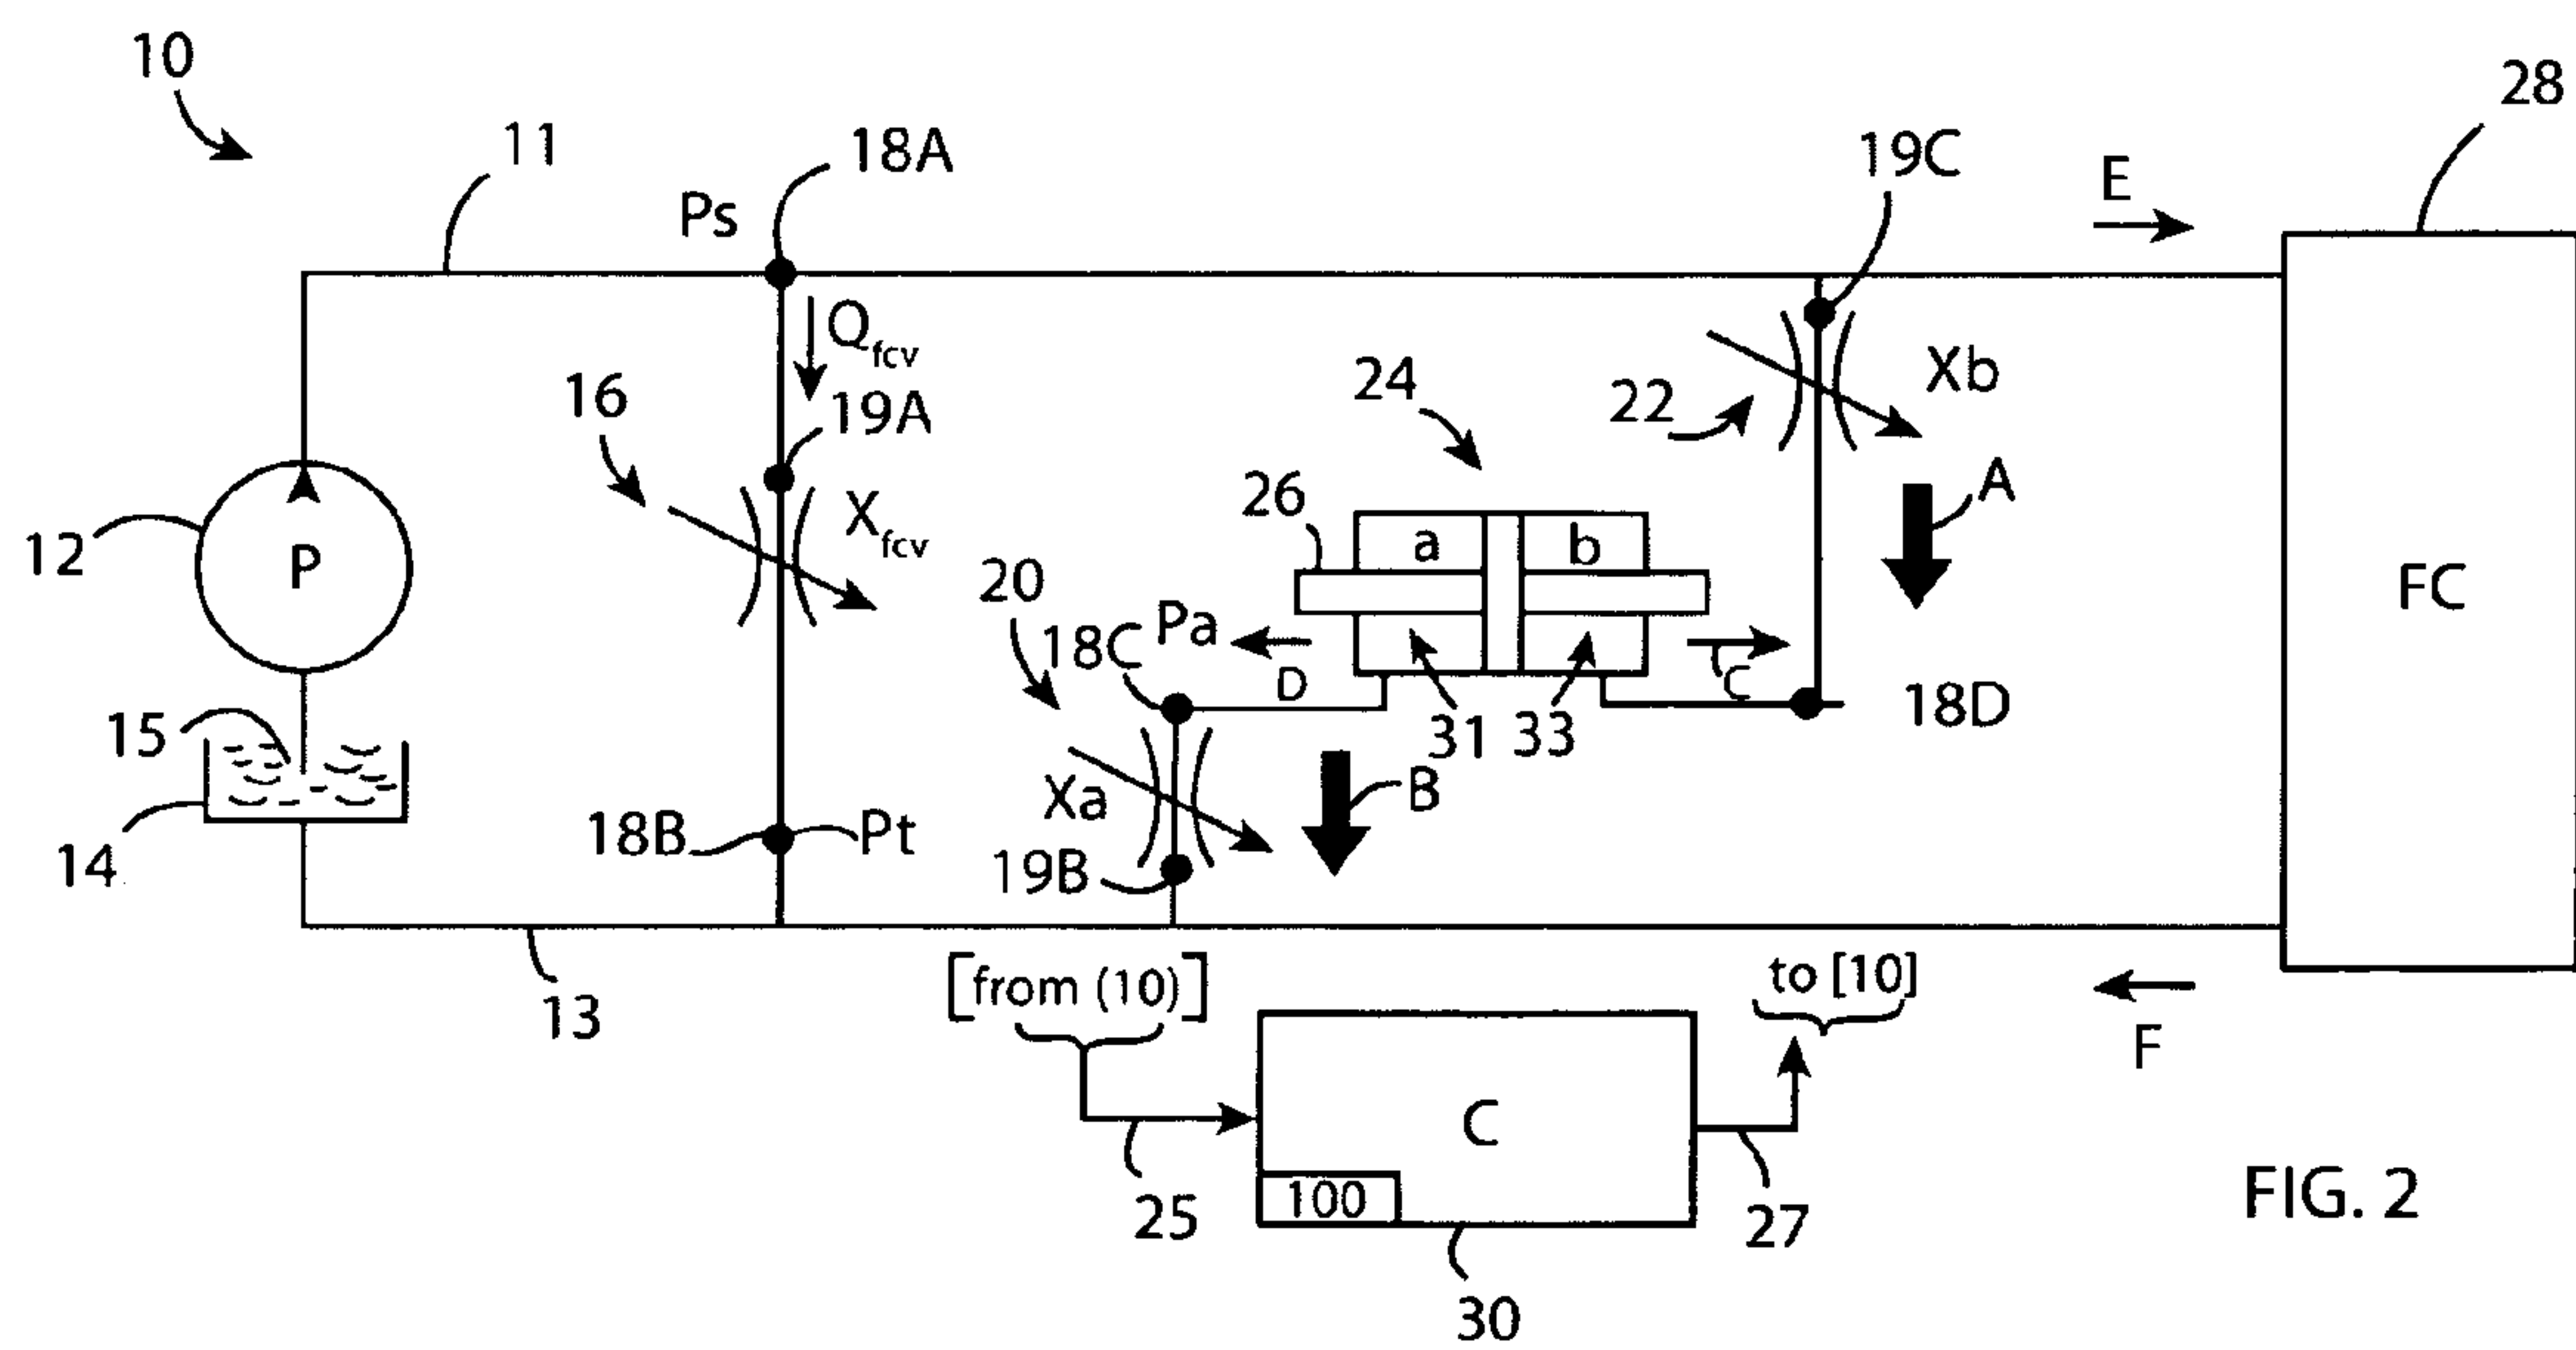 10
11
18A
19C
28
Ps
E
Qfcv
16
19A
Xfcv
24
22
Xb
26
a
b
A
12
P
20
FC
18C
Pa
D
C
18D
15
31
33
Xa
B
14
18B
Pt
19B
13
[from (10)]
to [10]
F
C
100
25
27
30
FIG. 2